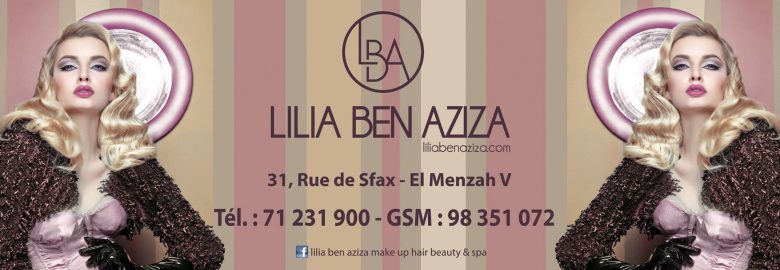 LBA
LILIA BEN AZIZA
liliabenaziza.com
31, Rue de Sfax - El Menzah V
Tél. : 71 231 900 - GSM : 98 351 072
f lilia ben aziza make up hair beauty & spa